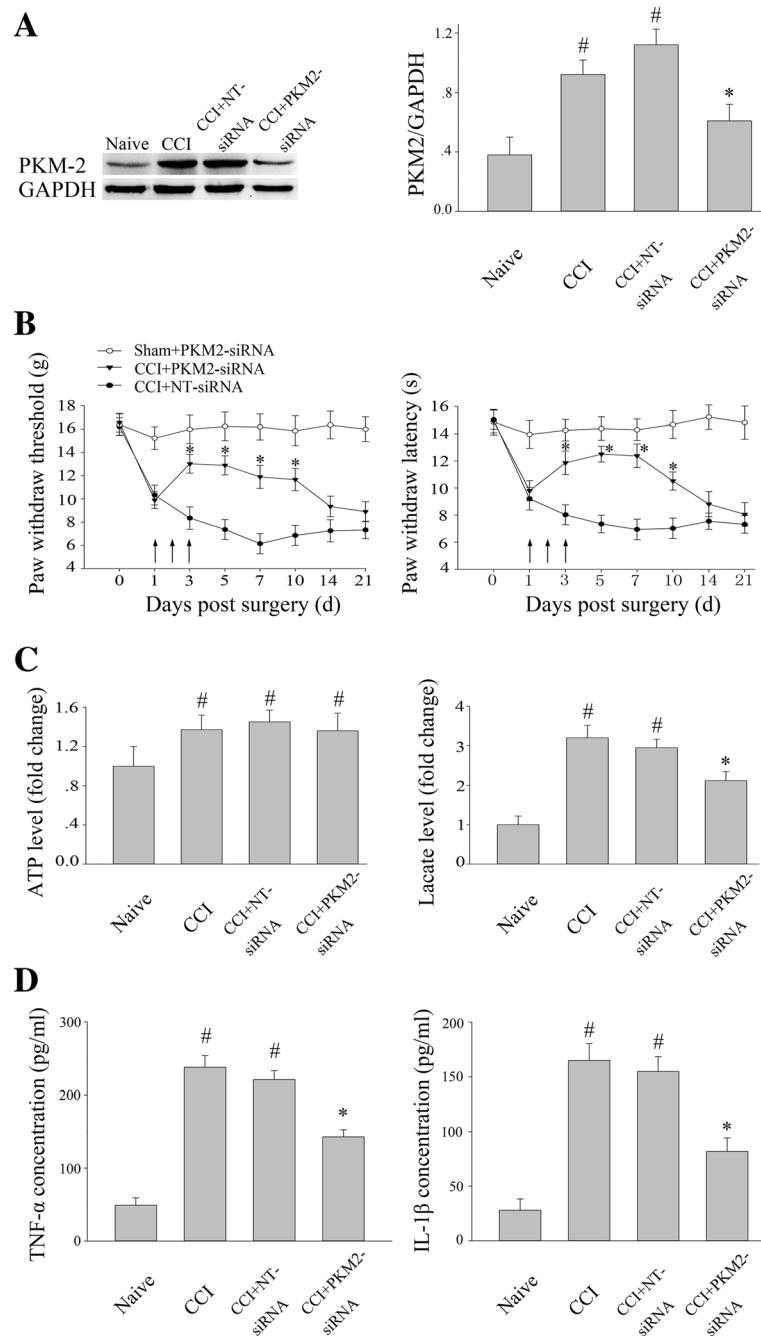 A
Naive CCI CCI+NT-siRNA CCI+PKM2-siRNA
PKM-2
GAPDH
PKM2/GAPDH
1.2
.8
.4
0.0
# # *
Naive CCI CCI+NT-siRNA CCI+PKM2-siRNA
B
Sham+PKM2-siRNA
CCI+PKM2-siRNA
CCI+NT-siRNA
Paw withdraw threshold (g)
18
16
14
12
10
8
6
4
* * * *
0 1 3 5 7 10 14 21
Days post surgery (d)
Paw withdraw latency (s)
16
14
12
10
8
6
4
* * * *
0 1 3 5 7 10 14 21
Days post surgery (d)
C
ATP level (fold change)
1.6
1.2
.8
.4
0.0
# # #
Naive CCI CCI+NT-siRNA CCI+PKM2-siRNA
Lacate level (fold change)
4
3
2
1
0
# # *
Naive CCI CCI+NT-siRNA CCI+PKM2-siRNA
D
TNF-α concentration (pg/ml)
300
200
100
0
# # *
Naive CCI CCI+NT-siRNA CCI+PKM2-siRNA
IL-1β concentration (pg/ml)
200
150
100
50
0
# # *
Naive CCI CCI+NT-siRNA CCI+PKM2-siRNA